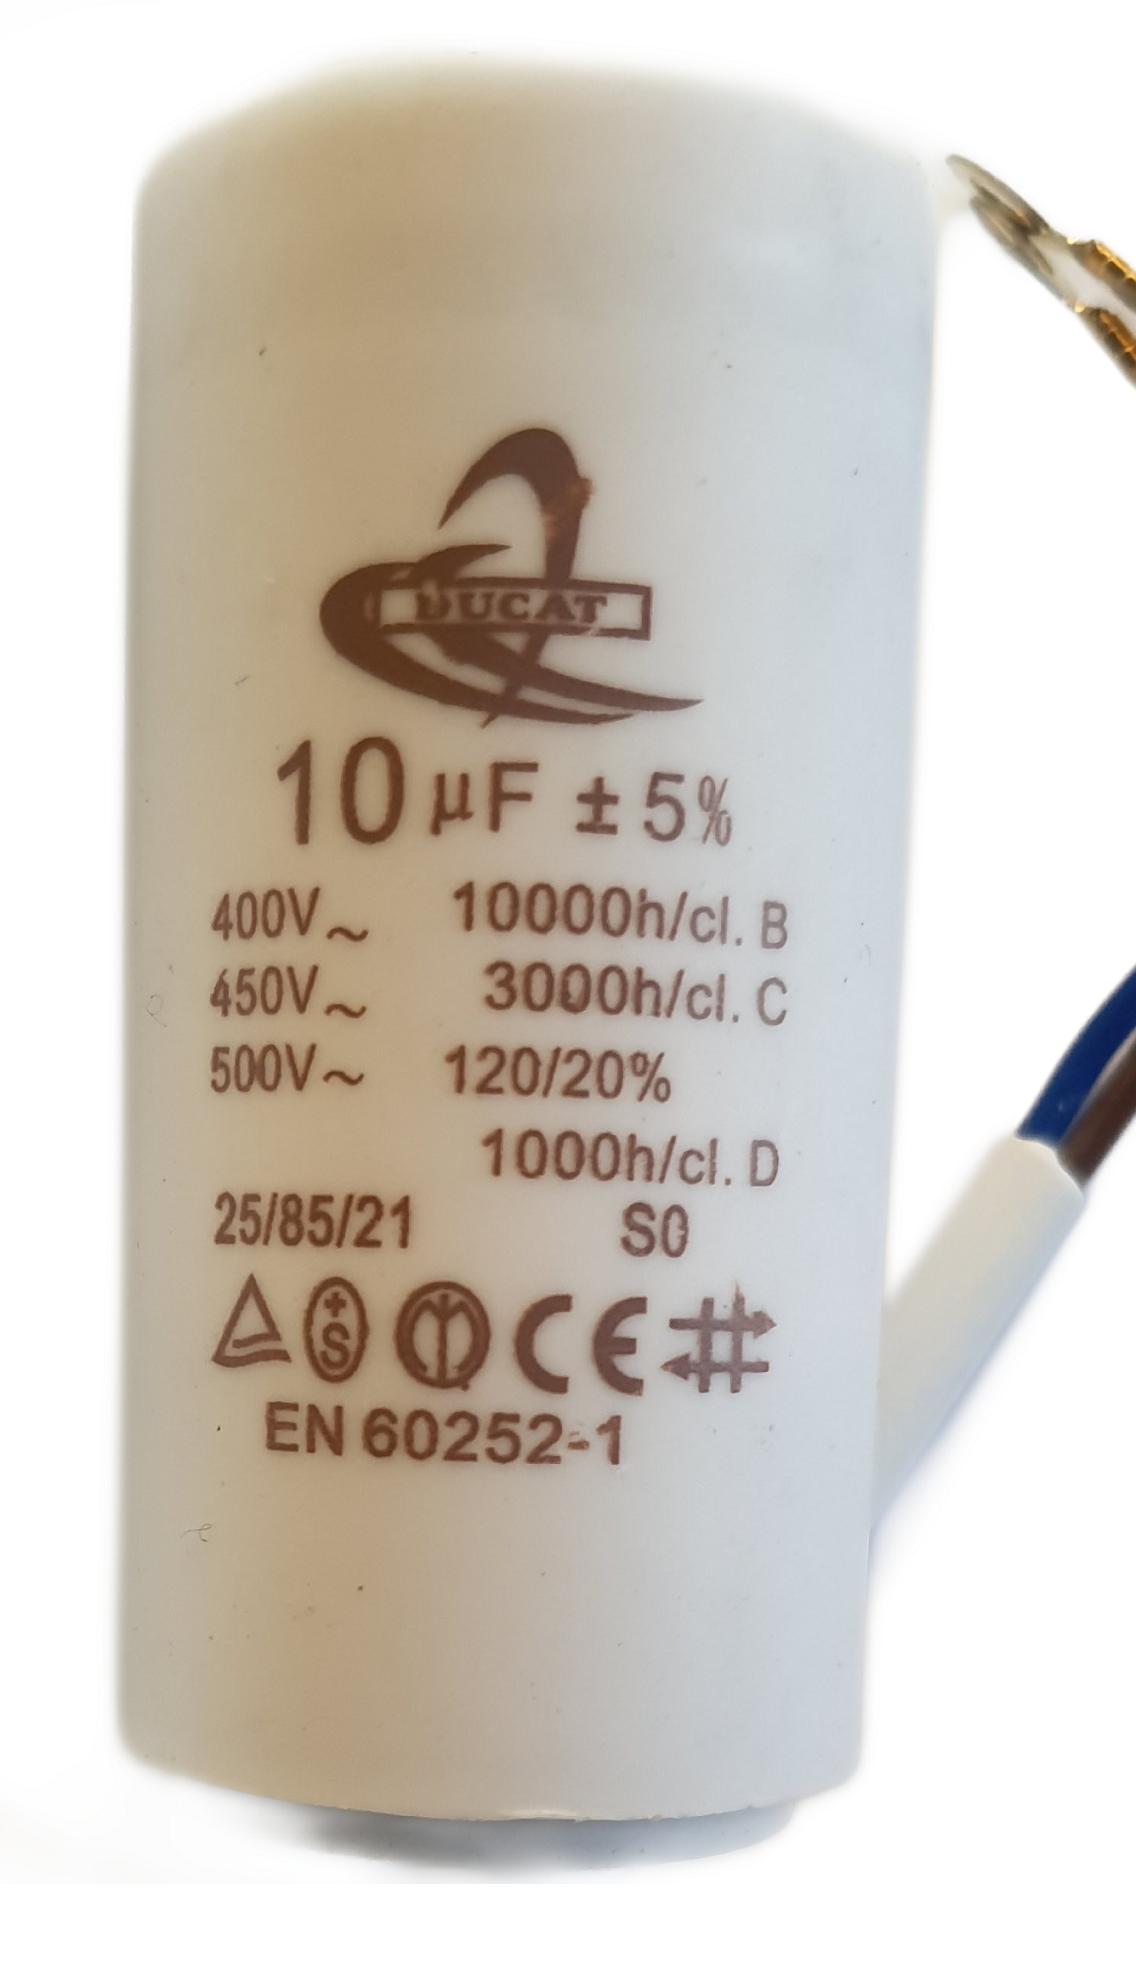 DUCAT
10 µF ± 5%
400V~ 10000h/cl. B
450V~ 3000h/cl. C
500V~ 120/20%
1000h/cl. D
25/85/21 S0
+S CE
EN 60252-1